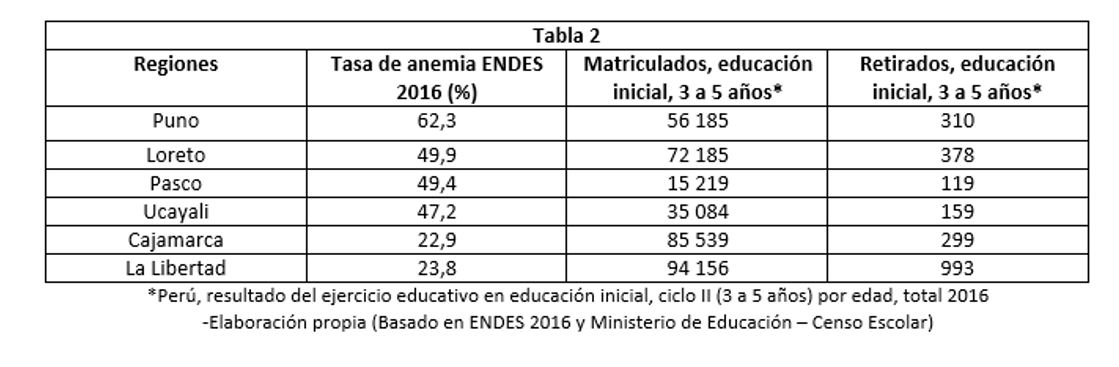 Tabla 2
Regiones Tasa de anemia ENDES 2016 (%) Matriculados, educación inicial, 3 a 5 años* Retirados, educación inicial, 3 a 5 años*
Puno 62,3 56 185 310
Loreto 49,9 72 185 378
Pasco 49,4 15 219 119
Ucayali 47,2 35 084 159
Cajamarca 22,9 85 539 299
La Libertad 23,8 94 156 993
*Perú, resultado del ejercicio educativo en educación inicial, ciclo II (3 a 5 años) por edad, total 2016
-Elaboración propia (Basado en ENDES 2016 y Ministerio de Educación – Censo Escolar)